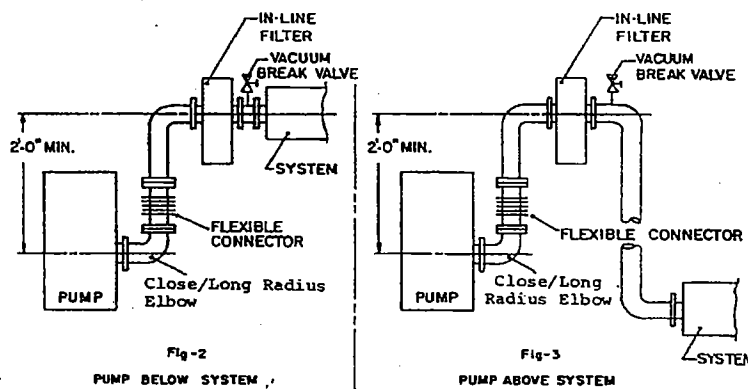 IN-LINE
FILTER
VACUUM
BREAK VALVE
2'-0" MIN.
SYSTEM
FLEXIBLE
CONNECTOR
Close/Long Radius
Elbow
PUMP
Fig-2
PUMP BELOW SYSTEM
IN-LINE
FILTER
VACUUM
BREAK VALVE
2'-0" MIN.
FLEXIBLE CONNECTOR
Close/Long
Radius Elbow
PUMP
SYSTEM
Fig-3
PUMP ABOVE SYSTEM